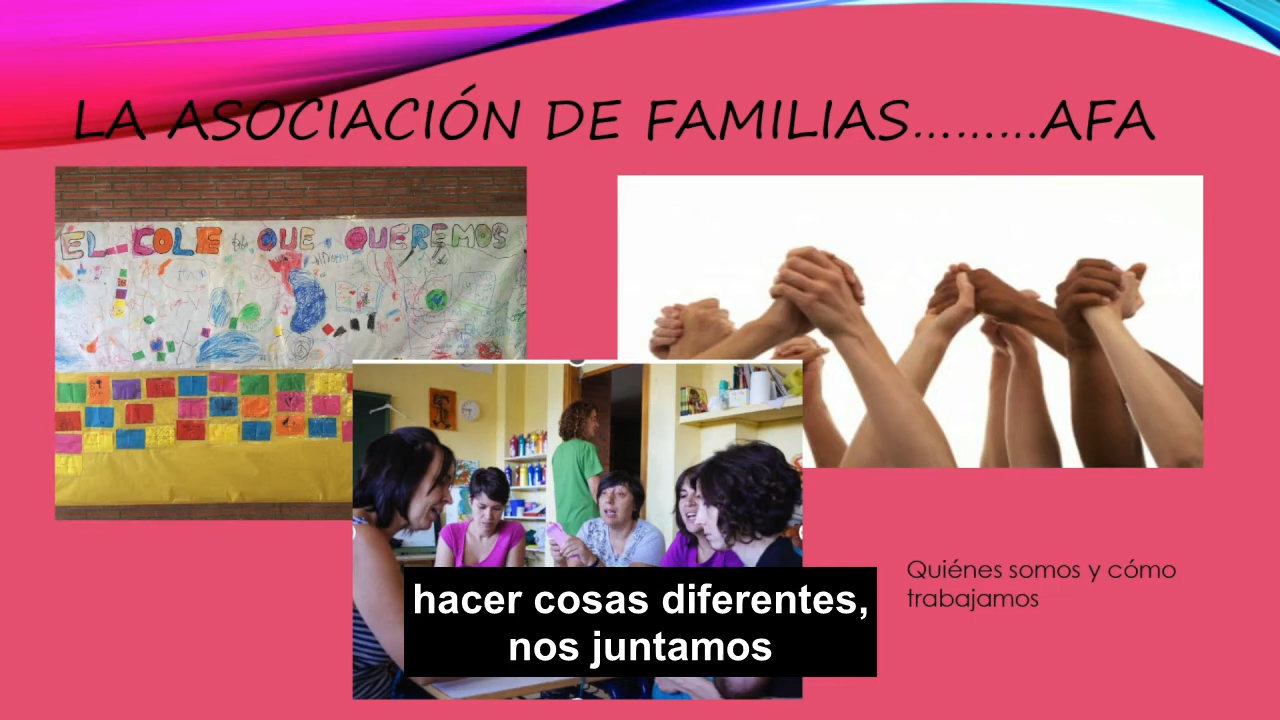 LA ASOCIACIÓN DE FAMILIAS.........AFA
EL COLE QUE QUEREMOS
Quiénes somos y cómo
trabajamos
hacer cosas diferentes,
nos juntamos